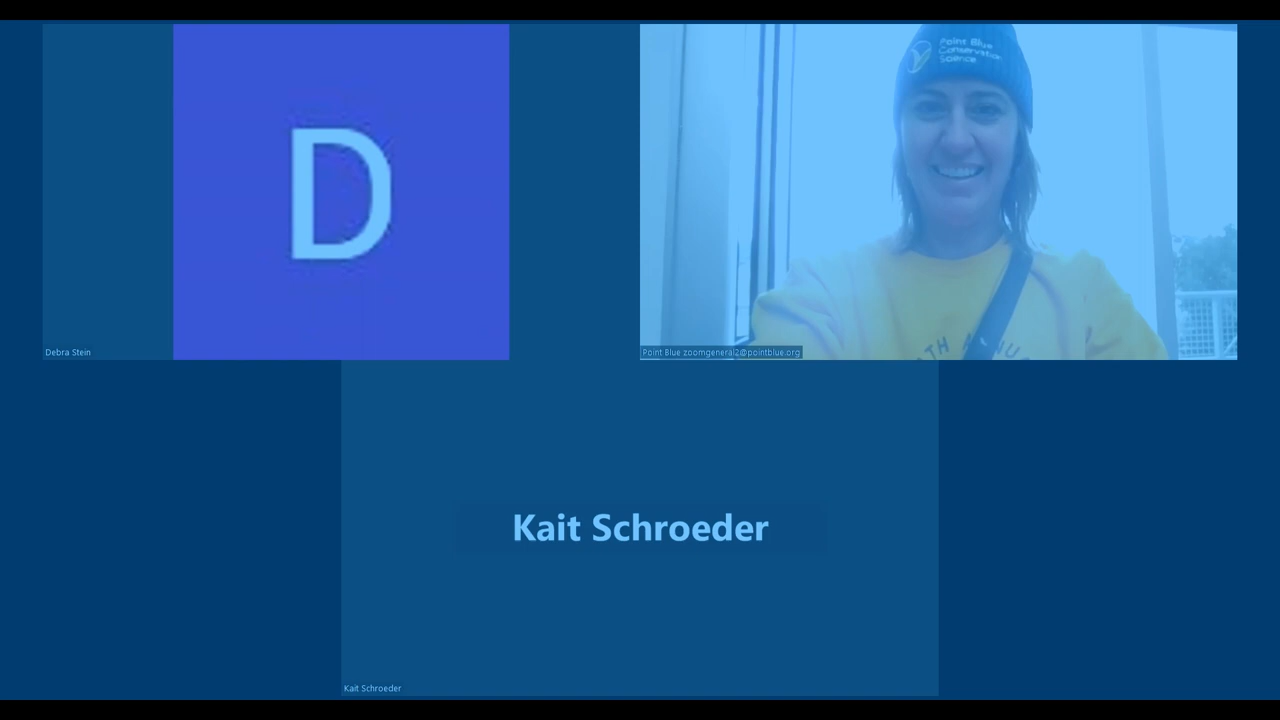 D
Debra Stein
Point Blue
Conservation
Science
Point Blue zoomgeneral2@pointblue.org
Kait Schroeder
Kait Schroeder